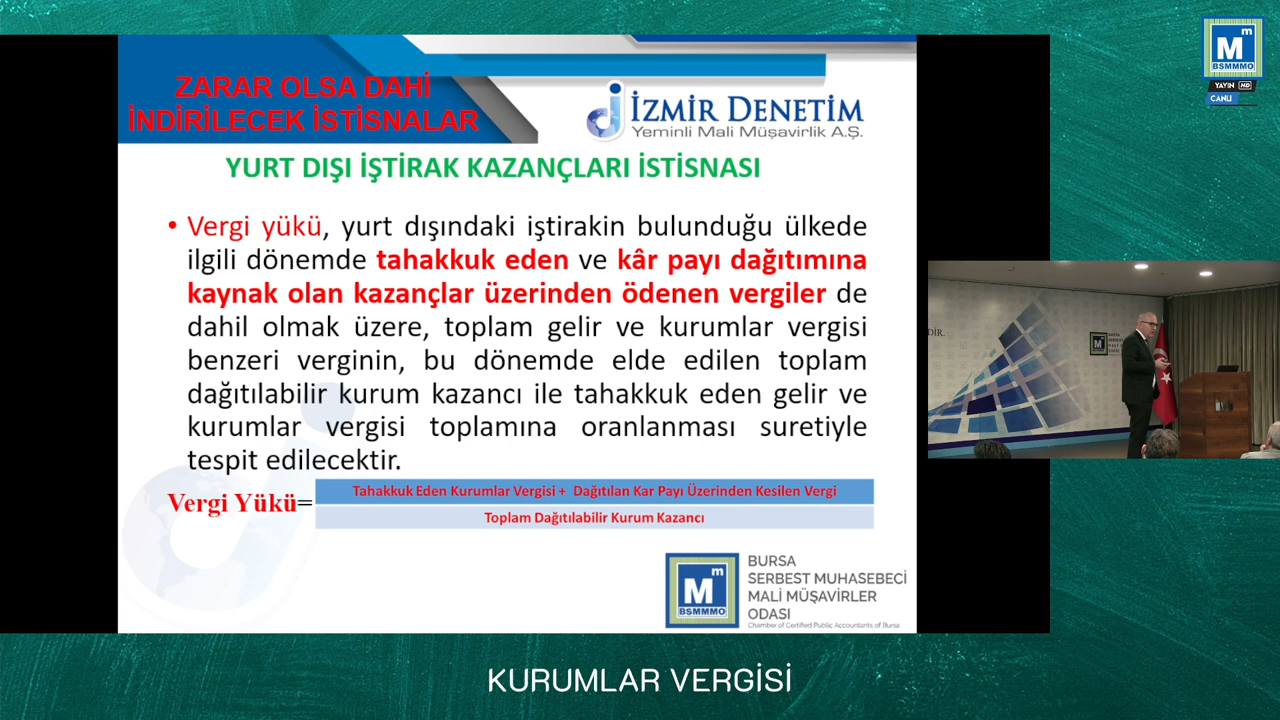 ZARAR OLSA DAHİ
İNDİRİLECEK İSTİSNALAR
İZMİR DENETİM
Yeminli Mali Müşavirlik A.Ş.
YURT DIŞI İŞTİRAK KAZANÇLARI İSTİSNASI
• Vergi yükü, yurt dışındaki iştirakin bulunduğu ülkede
ilgili dönemde tahakkuk eden ve kâr payı dağıtımına
kaynak olan kazançlar üzerinden ödenen vergiler de
dahil olmak üzere, toplam gelir ve kurumlar vergisi
benzeri verginin, bu dönemde elde edilen toplam
dağıtılabilir kurum kazancı ile tahakkuk eden gelir ve
kurumlar vergisi toplamına oranlanması suretiyle
tespit edilecektir.
Vergi Yükü=
Tahakkuk Eden Kurumlar Vergisi + Dağıtılan Kar Payı Üzerinden Kesilen Vergi
Toplam Dağıtılabilir Kurum Kazancı
Mm
BSMMMO
BURSA
SERBEST MUHASEBECİ
MALİ MÜŞAVİRLER
ODASI
Chamber of Certified Public Accountants of Bursa
Mm
BSMMMO
YAYIN HD
CANLI
DİR.
KURUMLAR VERGİSİ